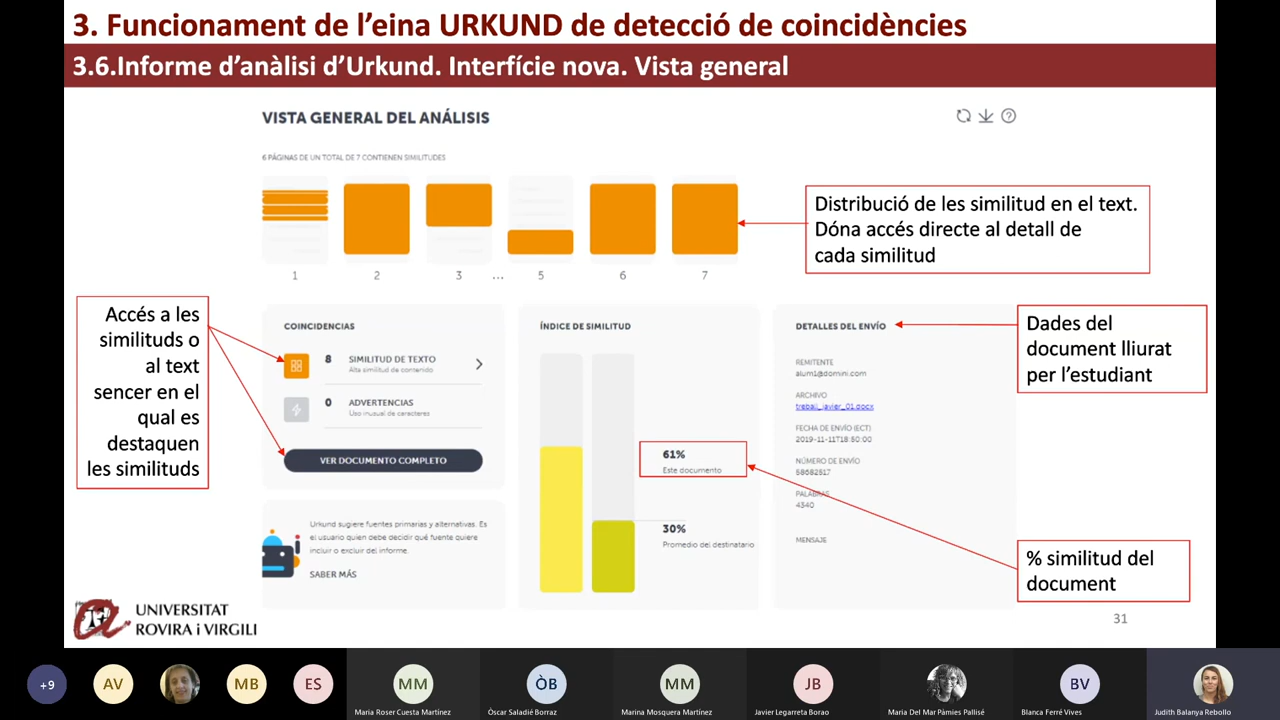 3. Funcionament de l'eina URKUND de detecció de coincidències
3.6.Informe d'anàlisi d'Urkund. Interfície nova. Vista general
VISTA GENERAL DEL ANÁLISIS
6 PÁGINAS DE UN TOTAL DE 7 CONTIENEN SIMILITUDES
1 2 3 ... 5 6 7
Distribució de les similitud en el text.
Dóna accés directe al detall de
cada similitud
Accés a les
similituds o
al text
sencer en el
qual es
destaquen
les similituds
COINCIDENCIAS
8 SIMILITUD DE TEXTO
Alta similitud de contenido
0 ADVERTENCIAS
Uso inusual de caracteres
VER DOCUMENTO COMPLETO
Urkund sugiere fuentes primarias y alternativas. Es
el usuario quien debe decidir qué fuente quiere
incluir o excluir del informe.
SABER MÁS
ÍNDICE DE SIMILITUD
61%
Este documento
30%
Promedio del destinatario
DETALLES DEL ENVÍO
REMITENTE
alum1@domini.com
ARCHIVO
treball_javier_01.docx
FECHA DE ENVÍO (ECT)
2019-11-11T18:50:00
NÚMERO DE ENVÍO
58682517
PALABRAS
4340
MENSAJE
Dades del
document lliurat
per l'estudiant
% similitud del
document
UNIVERSITAT
ROVIRA i VIRGILI
31
+9
AV
MB
ES
MM
Maria Roser Cuesta Martínez
ÒB
Òscar Saladié Borraz
MM
Marina Mosquera Martínez
JB
Javier Legarreta Borao
Maria Del Mar Pàmies Pallisé
BV
Blanca Ferré Vives
Judith Balanya Rebollo